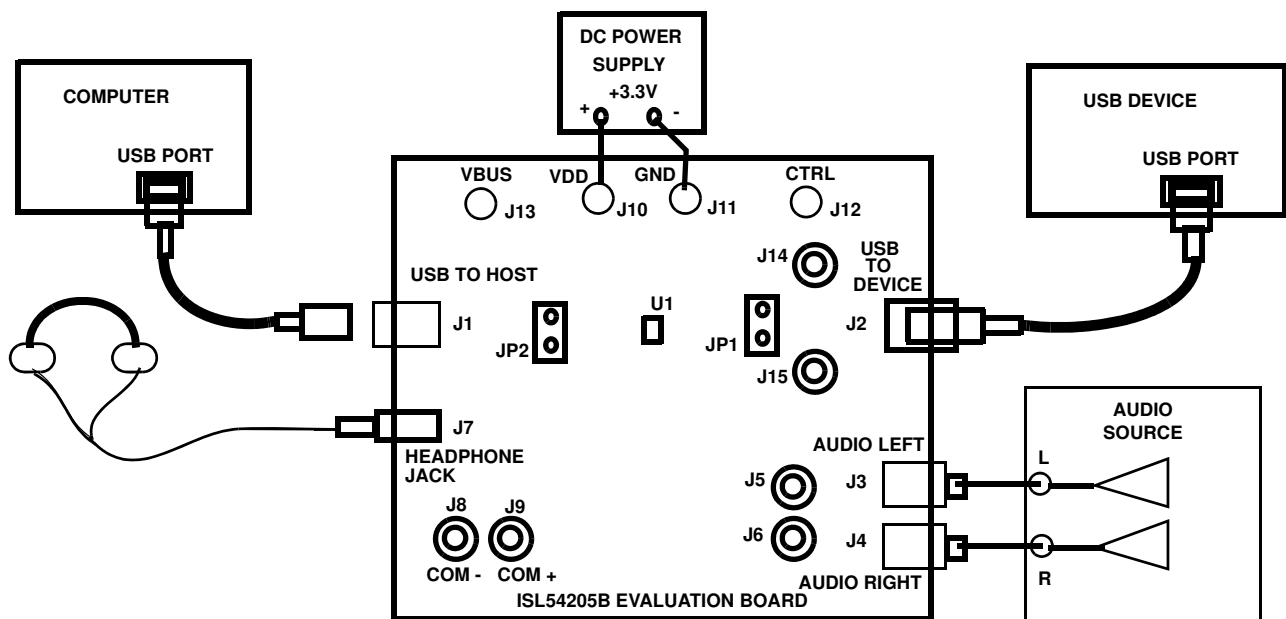 DC POWER
SUPPLY
+3.3V
+ -
COMPUTER
USB PORT
USB DEVICE
USB PORT
VBUS
J13
VDD
J10
GND
J11
CTRL
J12
J14
USB
TO
DEVICE
USB TO HOST
J1
JP2
U1
JP1
J2
J15
J7
HEADPHONE
JACK
AUDIO LEFT
J5
J3
J6
J4
AUDIO RIGHT
J8
J9
COM -
COM +
AUDIO
SOURCE
L
R
ISL54205B EVALUATION BOARD